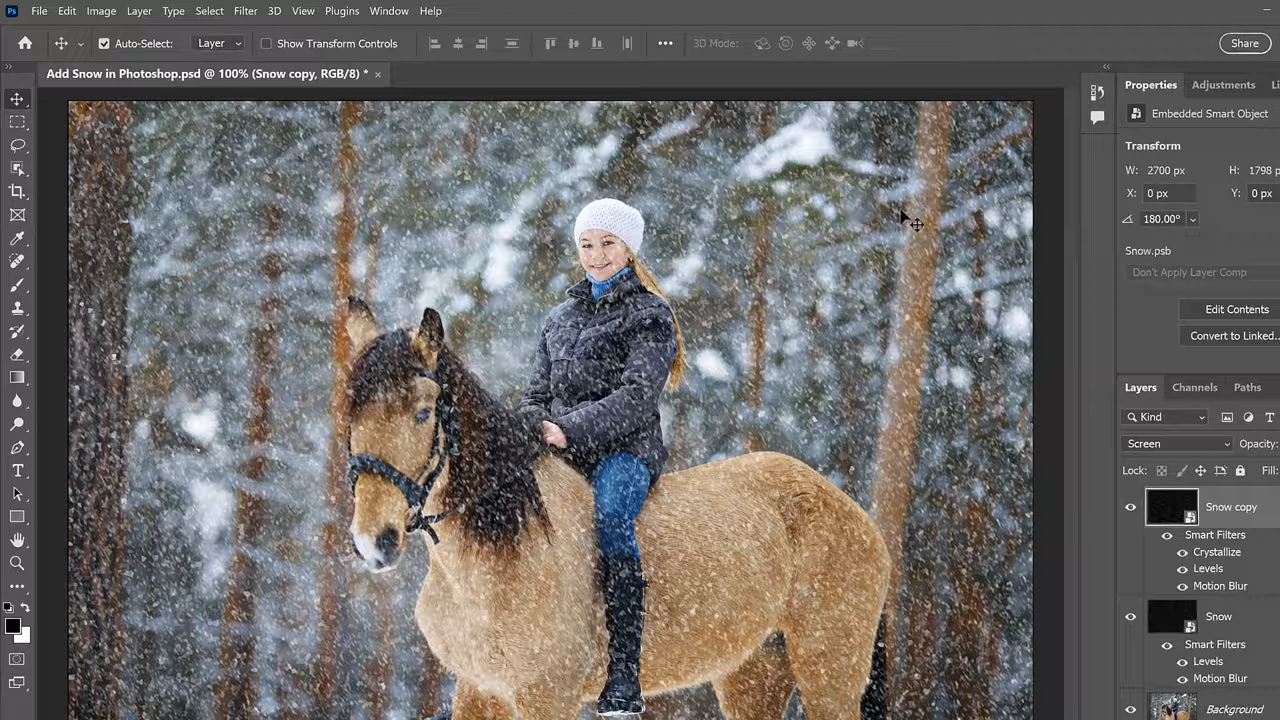 Ps File Edit Image Layer Type Select Filter 3D View Plugins Window Help
Auto-Select: Layer Show Transform Controls ••• 3D Mode: Share
Add Snow in Photoshop.psd @ 100% (Snow copy, RGB/8) * ×
Properties Adjustments Li
Embedded Smart Object
Transform
W: 2700 px H: 1798 p
X: 0 px Y: 0 px
180.00°
Snow.psb
Don't Apply Layer Comp
Edit Contents
Convert to Linked...
Layers Channels Paths
Kind
Screen Opacity:
Lock: Fill:
Snow copy
Smart Filters
Crystallize
Levels
Motion Blur
Snow
Smart Filters
Levels
Motion Blur
Background